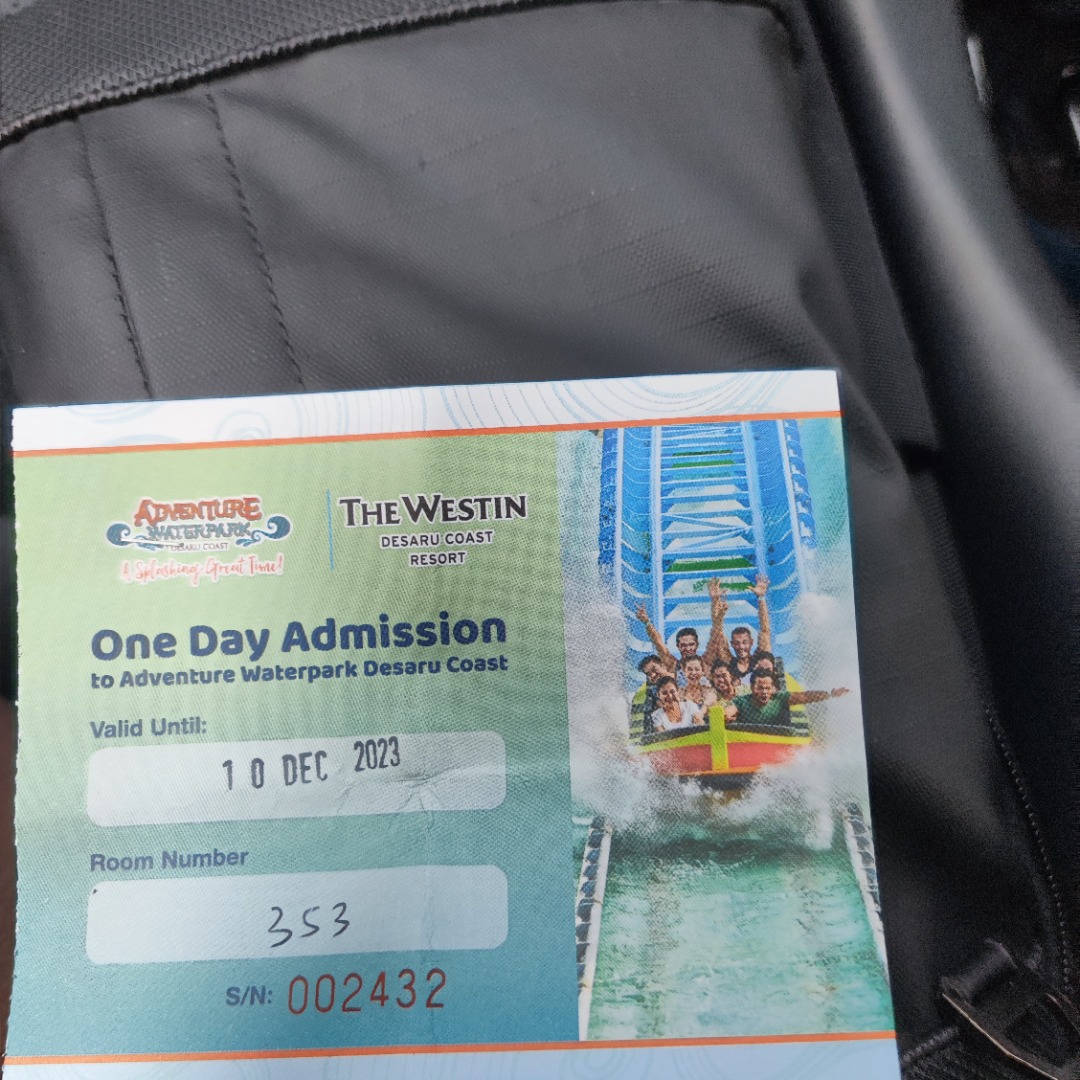 ADVENTURE
WATERPARK
DESARU COAST
A Splashing Great Time!
THE WESTIN
DESARU COAST
RESORT
One Day Admission
to Adventure Waterpark Desaru Coast
Valid Until:
10 DEC 2023
Room Number
353
S/N: 002432